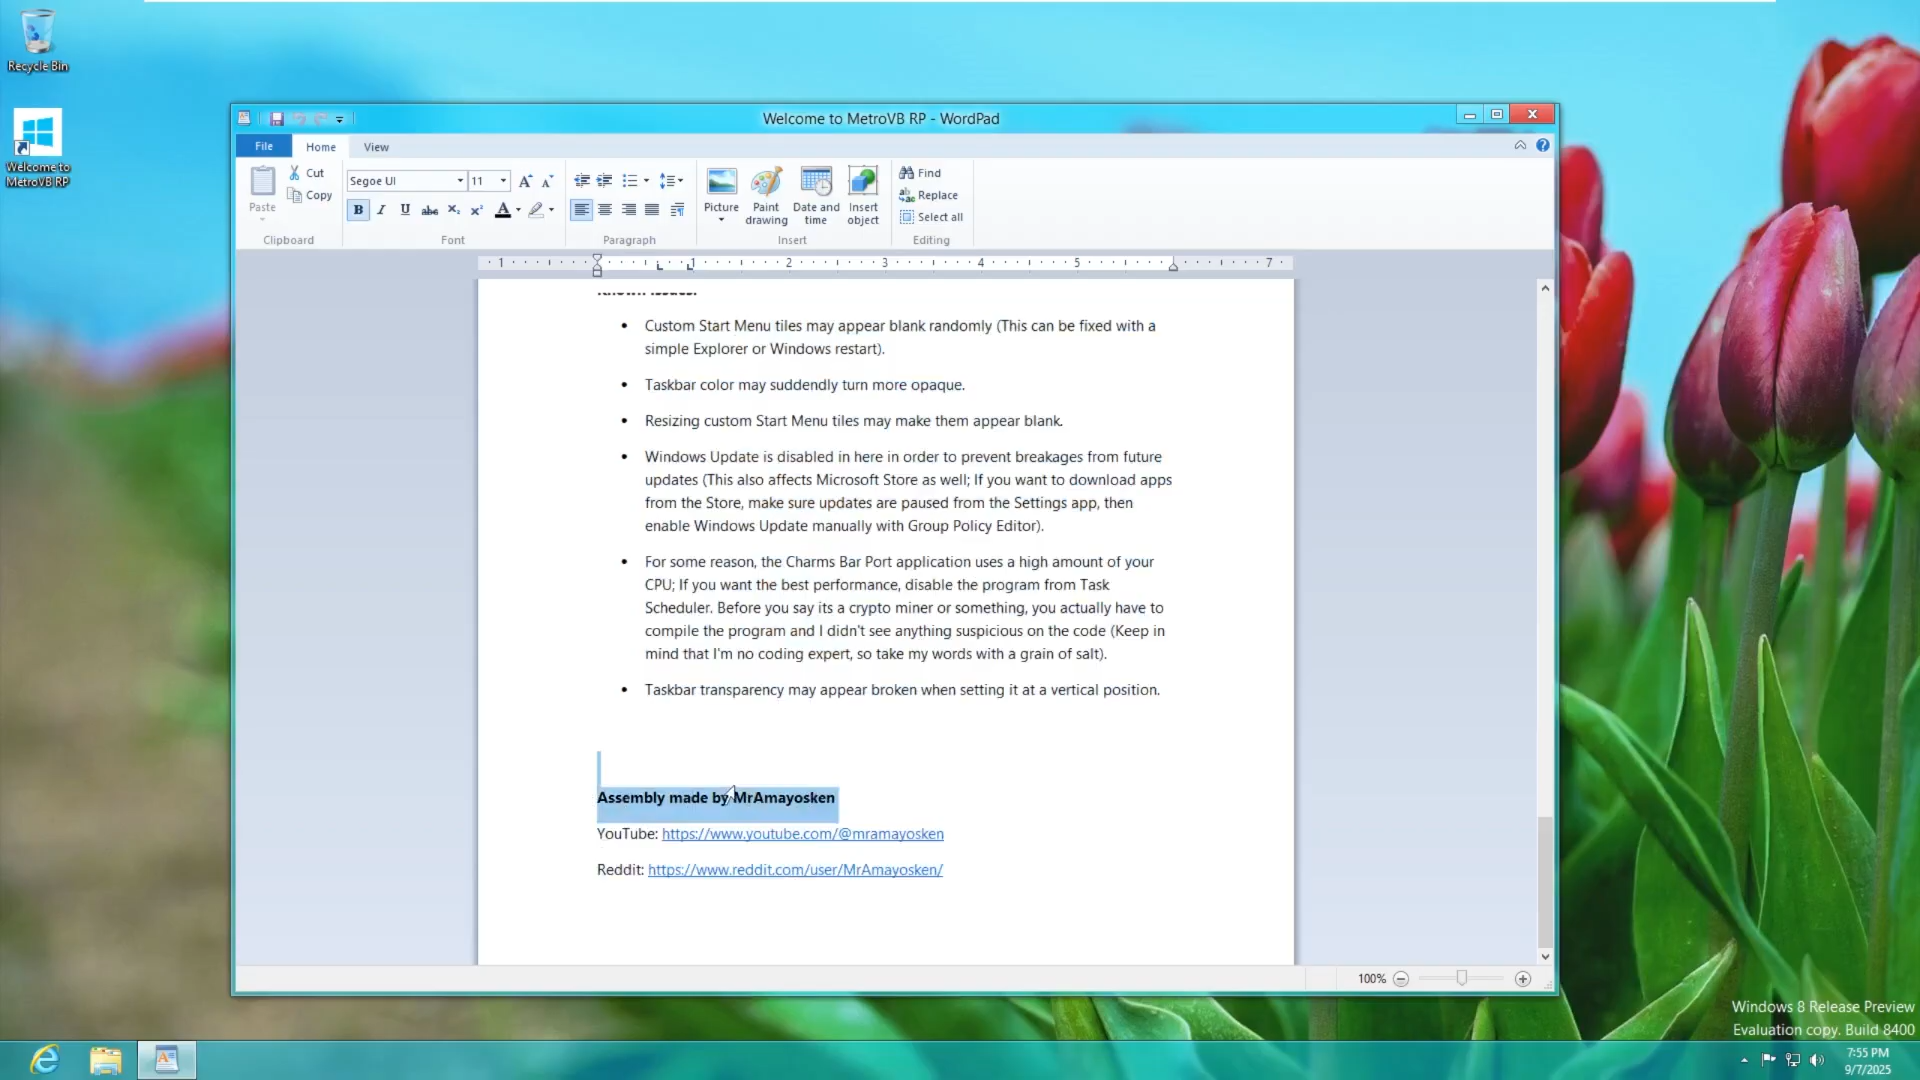 Recycle Bin
Welcome to
MetroVB RP
Welcome to MetroVB RP - WordPad
File
Home
View
Paste
Cut
Copy
Clipboard
Segoe UI
11
Font
Paragraph
Picture
Paint
drawing
Date and
time
Insert
object
Insert
Find
Replace
Select all
Editing
1
1
2
3
4
5
7
Known Issues:
Custom Start Menu tiles may appear blank randomly (This can be fixed with a
simple Explorer or Windows restart).
Taskbar color may suddendly turn more opaque.
Resizing custom Start Menu tiles may make them appear blank.
Windows Update is disabled in here in order to prevent breakages from future
updates (This also affects Microsoft Store as well; If you want to download apps
from the Store, make sure updates are paused from the Settings app, then
enable Windows Update manually with Group Policy Editor).
For some reason, the Charms Bar Port application uses a high amount of your
CPU; If you want the best performance, disable the program from Task
Scheduler. Before you say its a crypto miner or something, you actually have to
compile the program and I didn't see anything suspicious on the code (Keep in
mind that I'm no coding expert, so take my words with a grain of salt).
Taskbar transparency may appear broken when setting it at a vertical position.
Assembly made by MrAmayosken
YouTube: https://www.youtube.com/@mramayosken
Reddit: https://www.reddit.com/user/MrAmayosken/
100%
Windows 8 Release Preview
Evaluation copy. Build 8400
7:55 PM
9/7/2025